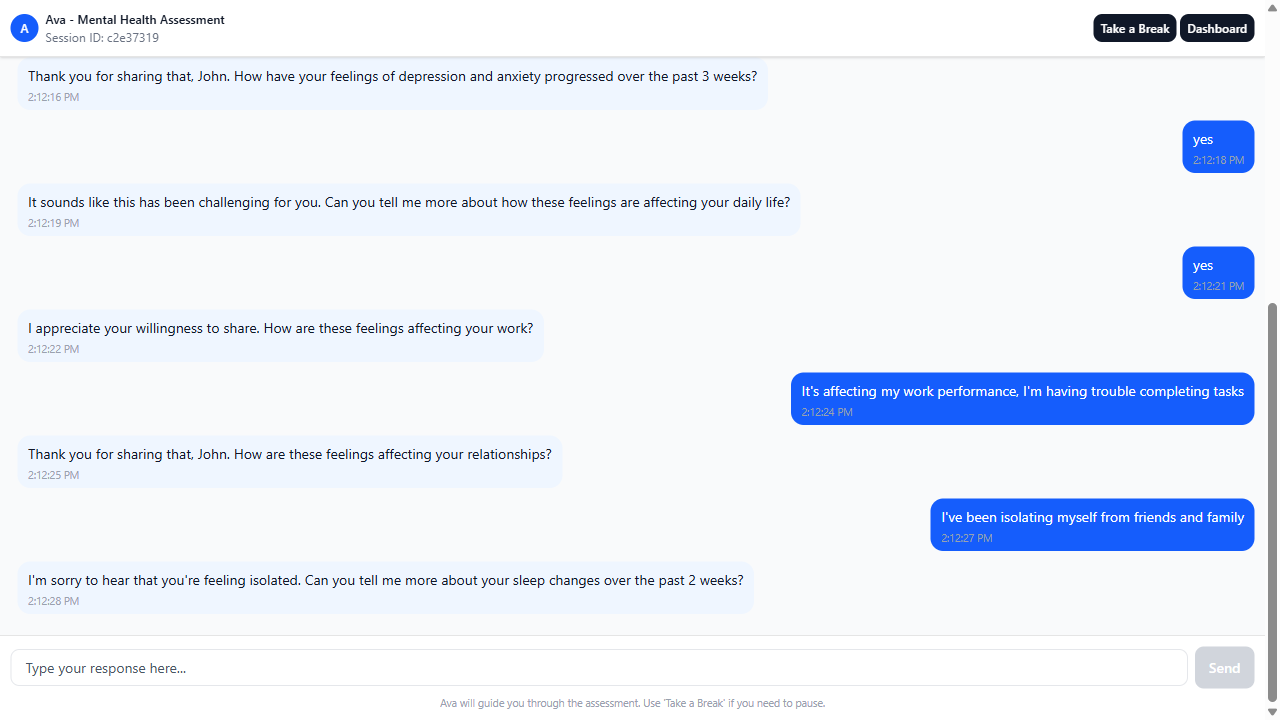 A
Ava - Mental Health Assessment
Session ID: c2e37319
Take a Break
Dashboard
Thank you for sharing that, John. How have your feelings of depression and anxiety progressed over the past 3 weeks?
2:12:16 PM
yes
2:12:18 PM
It sounds like this has been challenging for you. Can you tell me more about how these feelings are affecting your daily life?
2:12:19 PM
yes
2:12:21 PM
I appreciate your willingness to share. How are these feelings affecting your work?
2:12:22 PM
It's affecting my work performance, I'm having trouble completing tasks
2:12:24 PM
Thank you for sharing that, John. How are these feelings affecting your relationships?
2:12:25 PM
I've been isolating myself from friends and family
2:12:27 PM
I'm sorry to hear that you're feeling isolated. Can you tell me more about your sleep changes over the past 2 weeks?
2:12:28 PM
Type your response here...
Send
Ava will guide you through the assessment. Use 'Take a Break' if you need to pause.